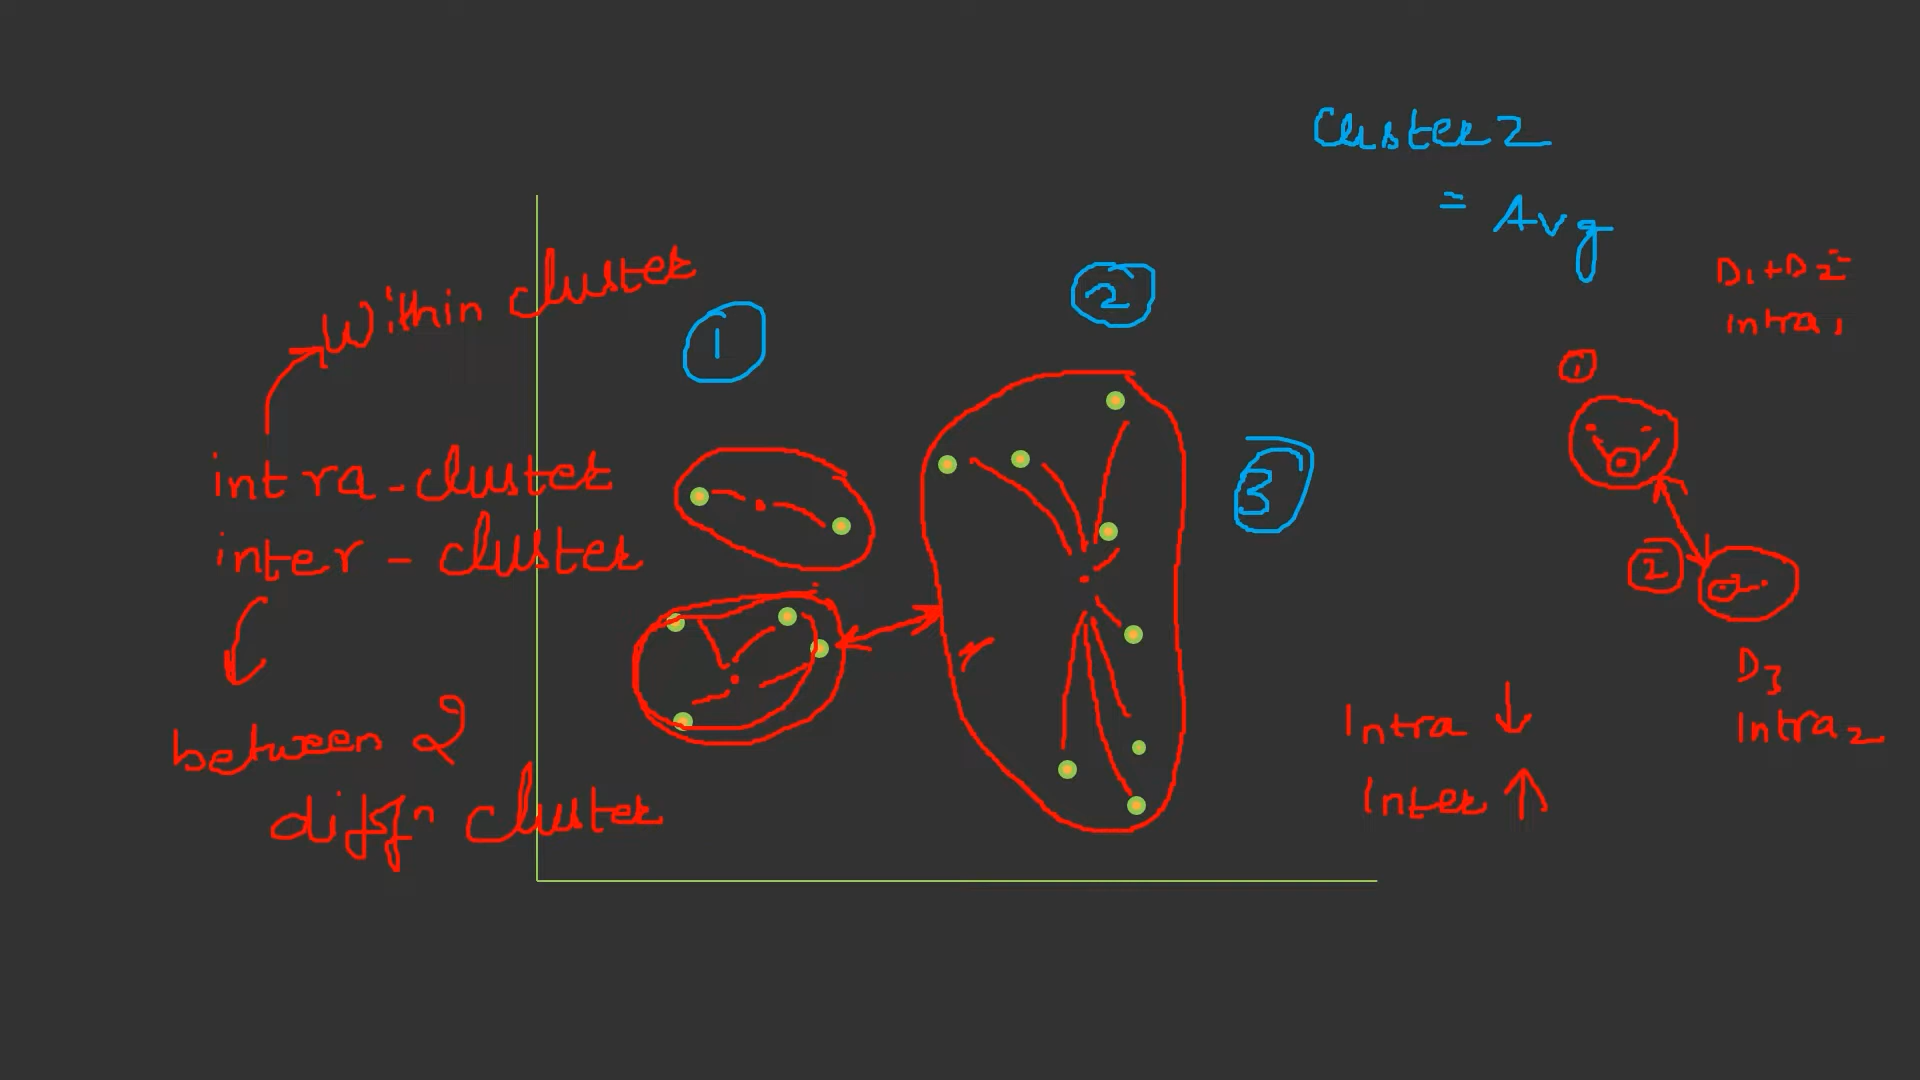 Cluster 2
= Avg
within cluster
D1+D2=
intra1
1
2
1
intra-cluster
3
inter-cluster
2
between 2
diffn cluster
D3
Intra ↓
Intra2
Inter ↑